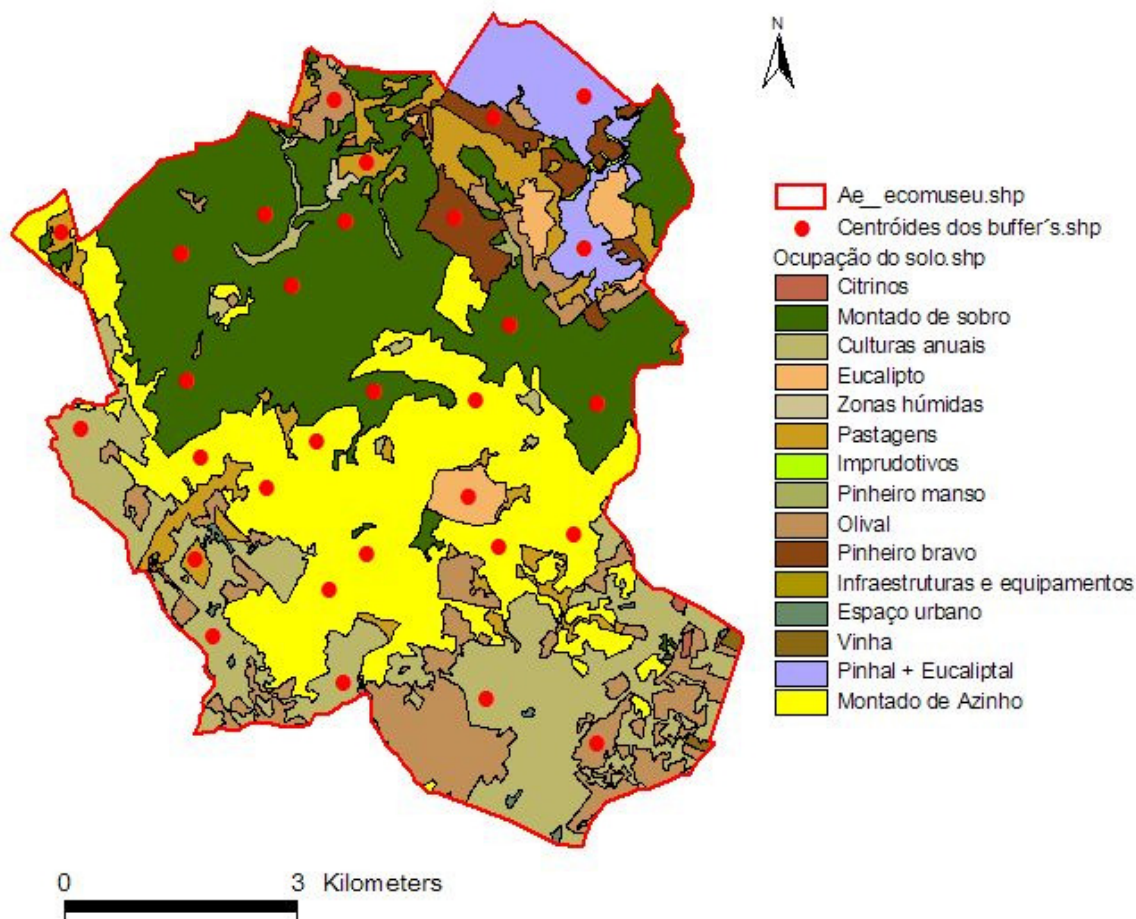 N
Ae__ecomuseu.shp
Centróides dos buffer´s.shp
Ocupação do solo.shp
Citrinos
Montado de sobro
Culturas anuais
Eucalipto
Zonas húmidas
Pastagens
Imprudotivos
Pinheiro manso
Olival
Pinheiro bravo
Infraestruturas e equipamentos
Espaço urbano
Vinha
Pinhal + Eucaliptal
Montado de Azinho
0 3 Kilometers